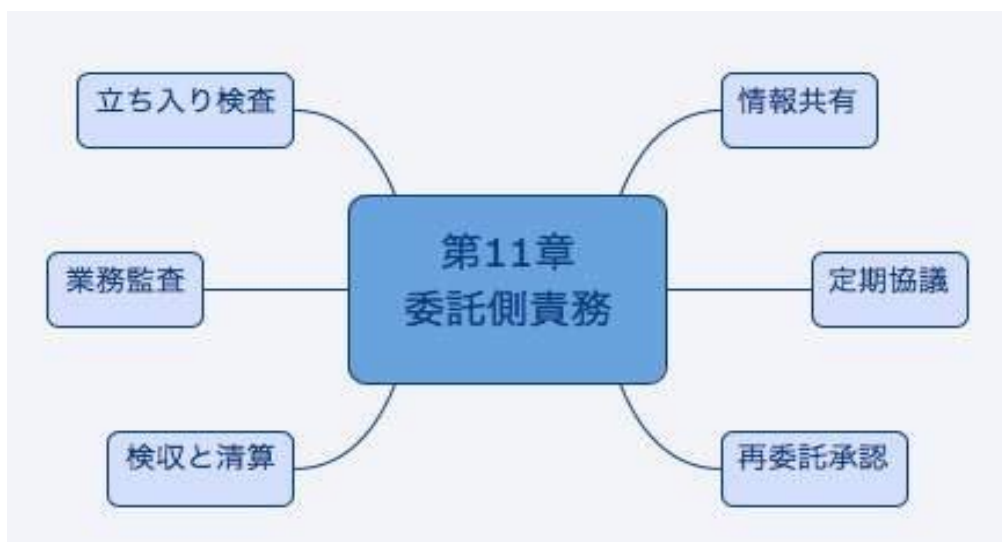 立ち入り検査
情報共有
第11章
委託側責務
業務監査
定期協議
検収と清算
再委託承認